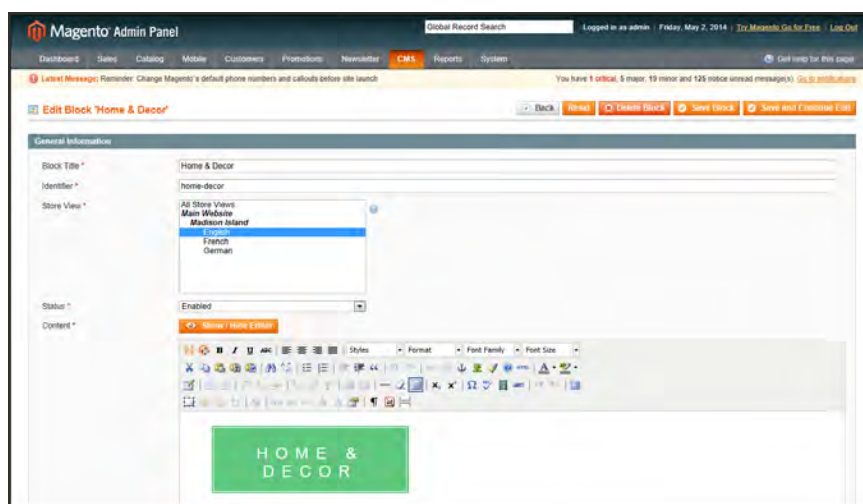 Magento Admin Panel
Global Record Search
Logged in as admin | Friday, May 2, 2014 | Try Magento Go for Free | Log Out
Dashboard Sales Catalog Mobile Customers Promotions Newsletter CMS Reports System Get help for this page
Latest Message: Reminder: Change Magento's default phone numbers and callouts before site launch
You have 1 critical, 5 major, 19 minor and 125 notice unread message(s). Go to notifications
Edit Block 'Home & Decor'
Back Reset Delete Block Save Block Save and Continue Edit
General Information
Block Title *
Home & Decor
Identifier *
home-decor
Store View *
All Store Views
Main Website
Madison Island
English
French
German
Status *
Enabled
Content *
Show / Hide Editor
B I U ABC Styles Format Font Family Font Size
HOME &
DECOR